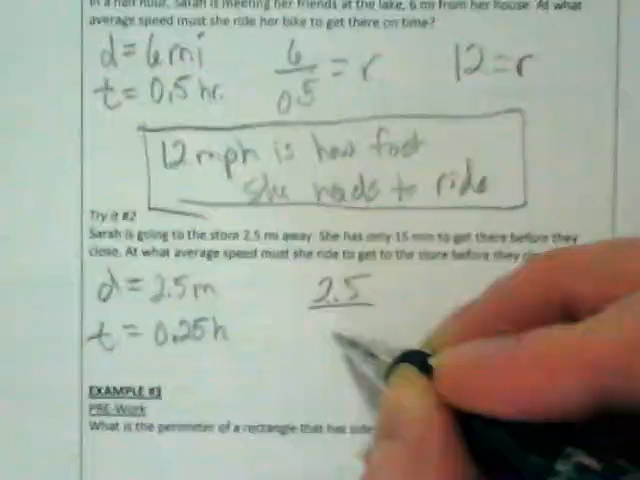 In a half hour, Sarah is meeting her friends at the lake, 6 mi from her house. At what
average speed must she ride her bike to get there on time?
d = 6 mi
t = 0.5 hr.
6/0.5 = r
12 = r
12 mph is how fast
she needs to ride
Try it #2
Sarah is going to the store 2.5 mi away. She has only 15 min to get there before they
close. At what average speed must she ride to get to the store before they
d = 2.5 m
t = 0.25 h
2.5
EXAMPLE #3
PRE-Work
What is the perimeter of a rectangle that has side